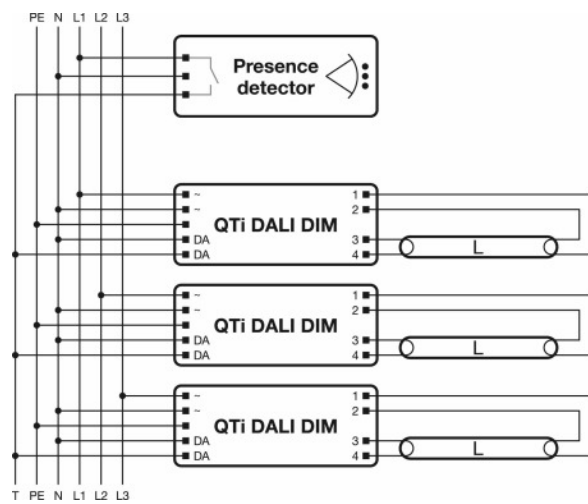 PE N L1 L2 L3
Presence
detector
~ 1
~ 2
QTi DALI DIM
DA 3 L
DA 4
~ 1
~ 2
QTi DALI DIM
DA 3 L
DA 4
~ 1
~ 2
QTi DALI DIM
DA 3 L
DA 4
T PE N L1 L2 L3